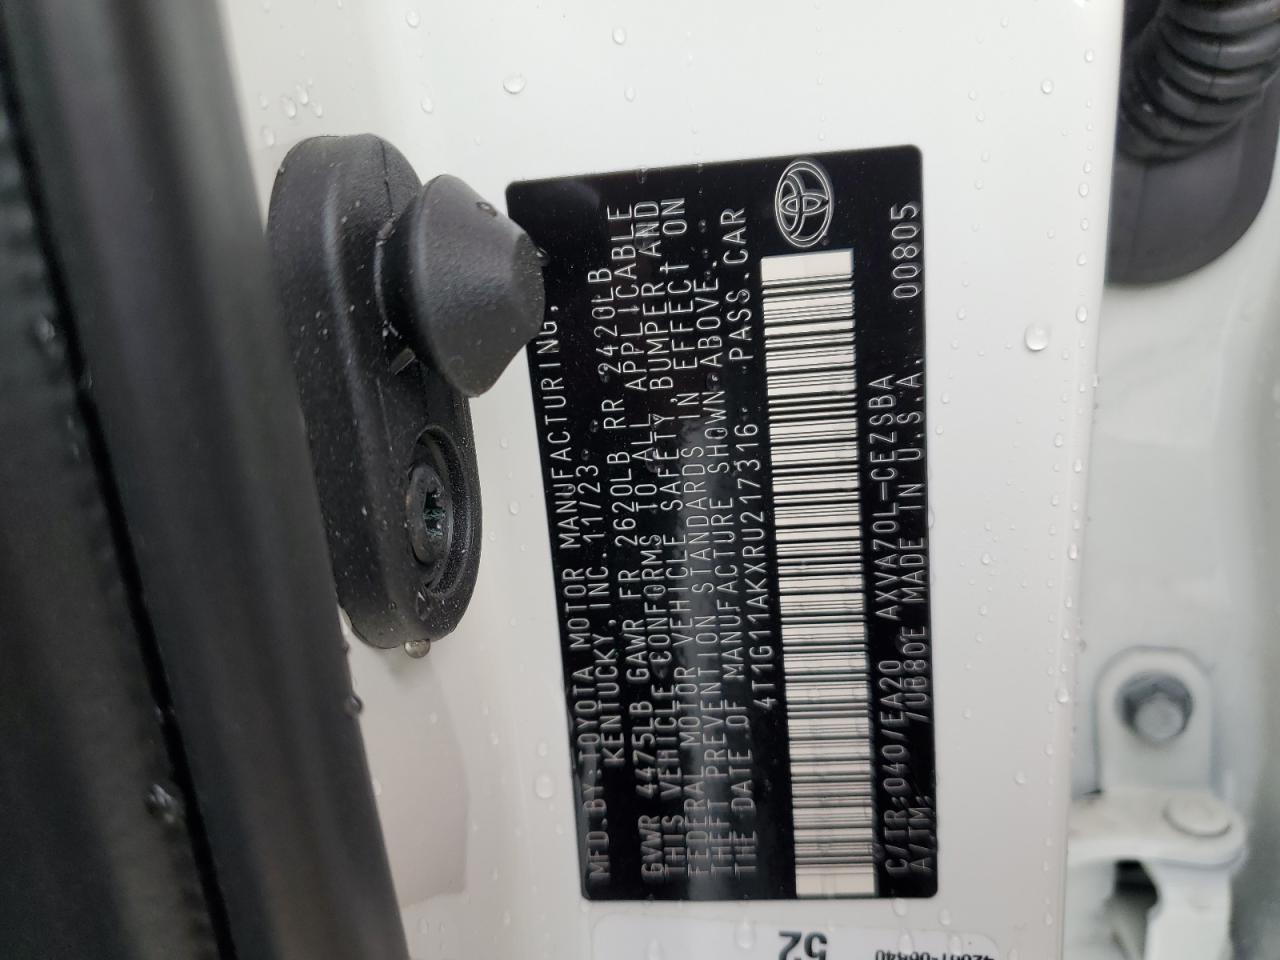 MFD. BY: TOYOTA MOTOR MANUFACTURING,
KENTUCKY, INC. 11/23
GVWR 4475LB GAWR FR 2620LB RR 2420LB
THIS VEHICLE CONFORMS TO ALL APPLICABLE
FEDERAL MOTOR VEHICLE SAFETY, BUMPER, AND
THEFT PREVENTION STANDARDS IN EFFECT ON
THE DATE OF MANUFACTURE SHOWN ABOVE.
4T1G11AKXRU217316 PASS.CAR
C/TR: 040/EA20 AXVA70L-CEZSBA
A/TM: /UB80E MADE IN U.S.A. 00805
52